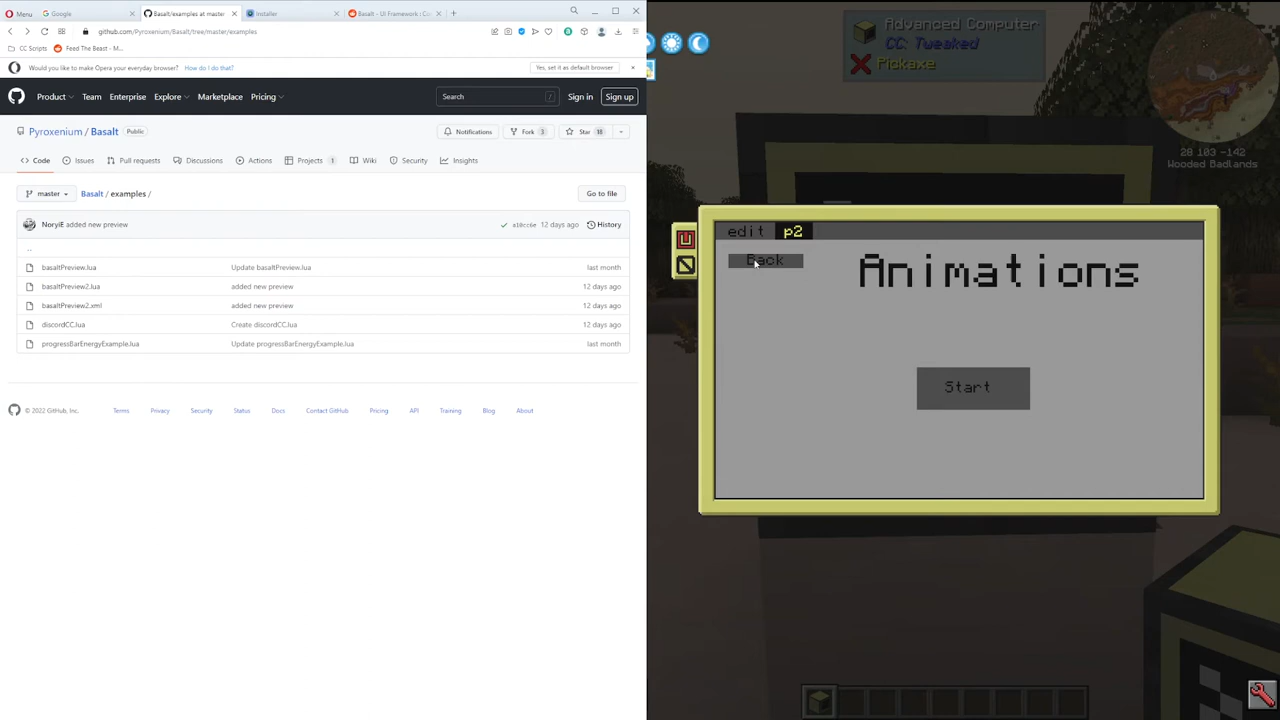 Menu
Google
Basalt/examples at master
Installer
Basalt - UI Framework : Co
github.com/Pyroxenium/Basalt/tree/master/examples
CC Scripts
Feed The Beast - M...
Would you like to make Opera your everyday browser?
How do I do that?
Yes, set it as default browser
Product
Team
Enterprise
Explore
Marketplace
Pricing
Search
/
Sign in
Sign up
Pyroxenium / Basalt
Public
Notifications
Fork 3
Star 18
Code
Issues
Pull requests
Discussions
Actions
Projects 1
Wiki
Security
Insights
master
Basalt / examples /
Go to file
NoryiE added new preview
12 days ago
History
..
basaltPreview.lua
Update basaltPreview.lua
last month
basaltPreview2.lua
added new preview
12 days ago
basaltPreview2.xml
added new preview
12 days ago
discordCC.lua
Create discordCC.lua
12 days ago
progressBarEnergyExample.lua
Update progressBarEnergyExample.lua
last month
© 2022 GitHub, Inc.
Terms
Privacy
Security
Status
Docs
Contact GitHub
Pricing
API
Training
Blog
About
Advanced Computer
CC: Tweaked
Pickaxe
28 103 -142
Wooded Badlands
edit
p2
Back
Animations
Start